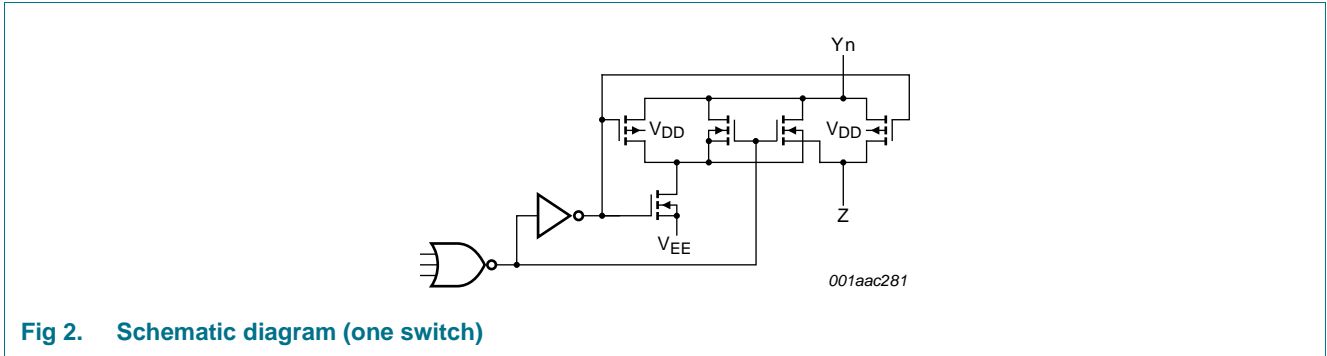 Yn
VDD
VDD
Z
VEE
001aac281
Fig 2. Schematic diagram (one switch)